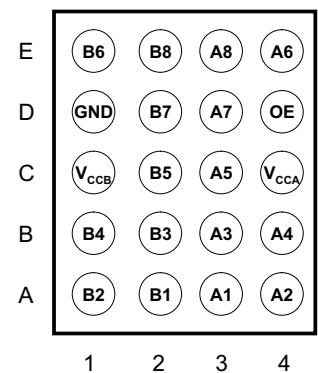 E B6 B8 A8 A6
D GND B7 A7 OE
C VCCB B5 A5 VCCA
B B4 B3 A3 A4
A B2 B1 A1 A2
1 2 3 4